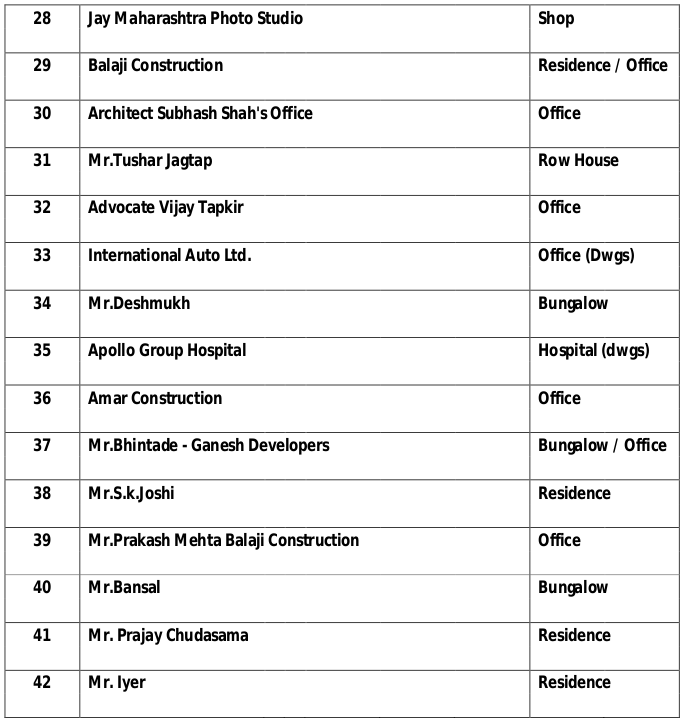 28 Jay Maharashtra Photo Studio Shop
29 Balaji Construction Residence / Office
30 Architect Subhash Shah's Office Office
31 Mr.Tushar Jagtap Row House
32 Advocate Vijay Tapkir Office
33 International Auto Ltd. Office (Dwgs)
34 Mr.Deshmukh Bungalow
35 Apollo Group Hospital Hospital (dwgs)
36 Amar Construction Office
37 Mr.Bhintade - Ganesh Developers Bungalow / Office
38 Mr.S.k.Joshi Residence
39 Mr.Prakash Mehta Balaji Construction Office
40 Mr.Bansal Bungalow
41 Mr. Prajay Chudasama Residence
42 Mr. Iyer Residence